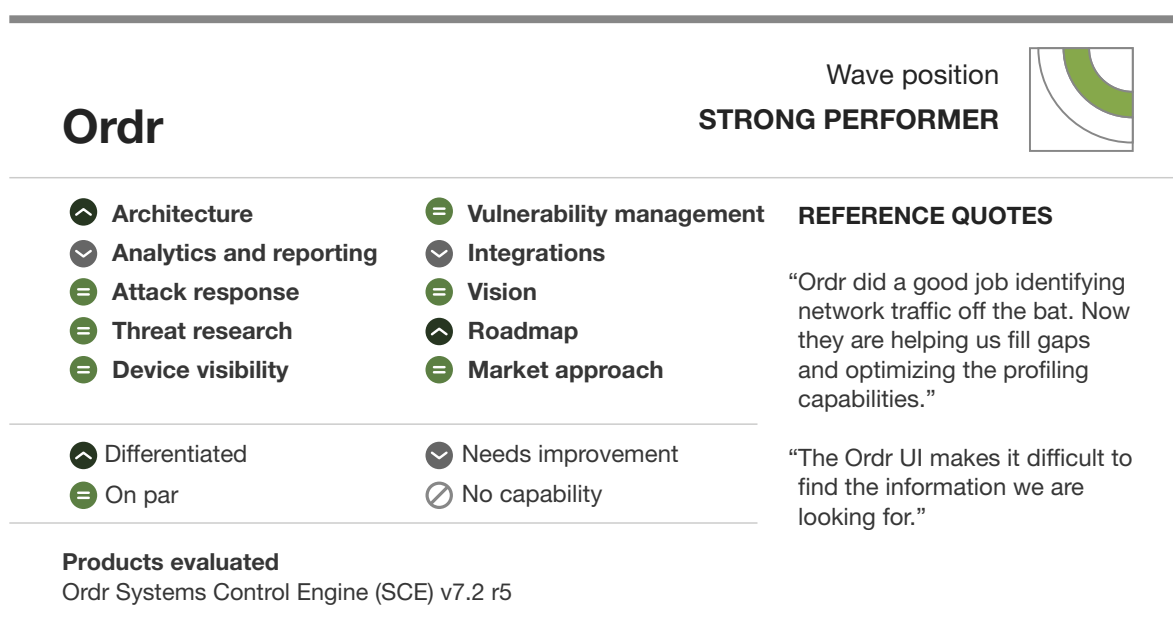 Wave position
STRONG PERFORMER
Ordr
Architecture
Analytics and reporting
Attack response
Threat research
Device visibility
Vulnerability management
Integrations
Vision
Roadmap
Market approach
Differentiated
On par
Needs improvement
No capability
Products evaluated
Ordr Systems Control Engine (SCE) v7.2 r5
REFERENCE QUOTES
“Ordr did a good job identifying
network traffic off the bat. Now
they are helping us fill gaps
and optimizing the profiling
capabilities.”
“The Ordr UI makes it difficult to
find the information we are
looking for.”